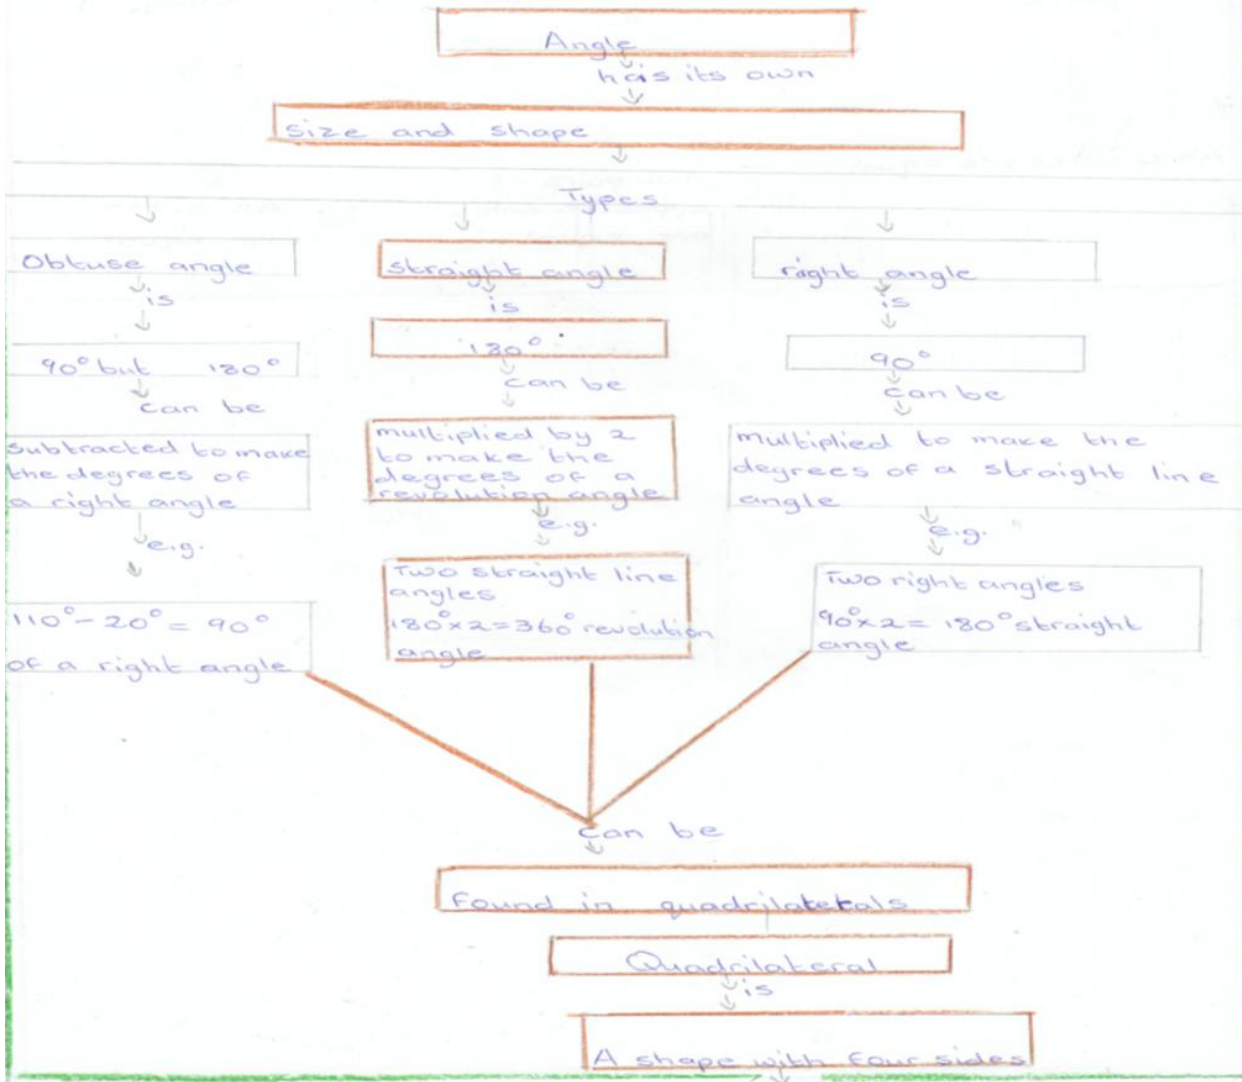 Angle
has its own
size and shape
Types
Obtuse angle
is
90° but 180°
can be
subtracted to make
the degrees of
a right angle
e.g.
110° - 20° = 90°
of a right angle
straight angle
is
180°
can be
multiplied by 2
to make the
degrees of a
revolution angle
e.g.
Two straight line
angles
180° x 2 = 360° revolution
angle
right angle
is
90°
can be
multiplied to make the
degrees of a straight line
angle
e.g.
Two right angles
90° x 2 = 180° straight
angle
can be
Found in quadrilaterals
Quadrilateral
is
A shape with four sides